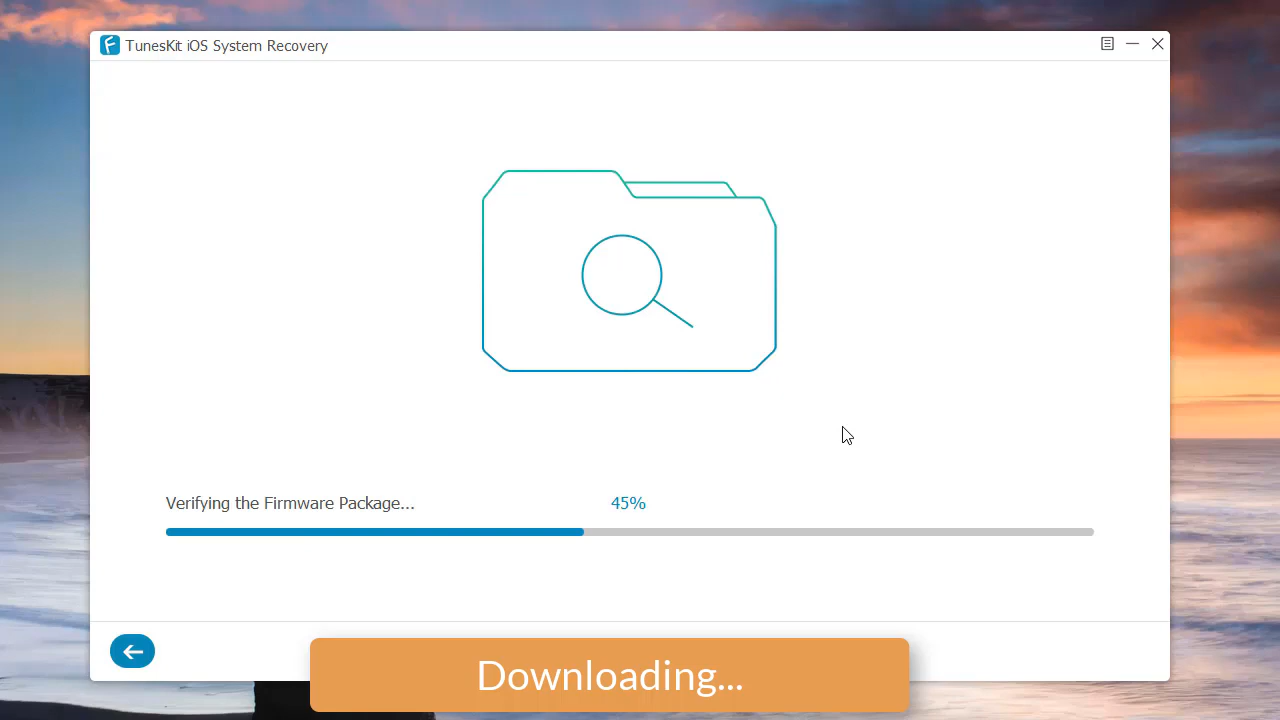 TunesKit iOS System Recovery
Verifying the Firmware Package...
45%
Downloading...